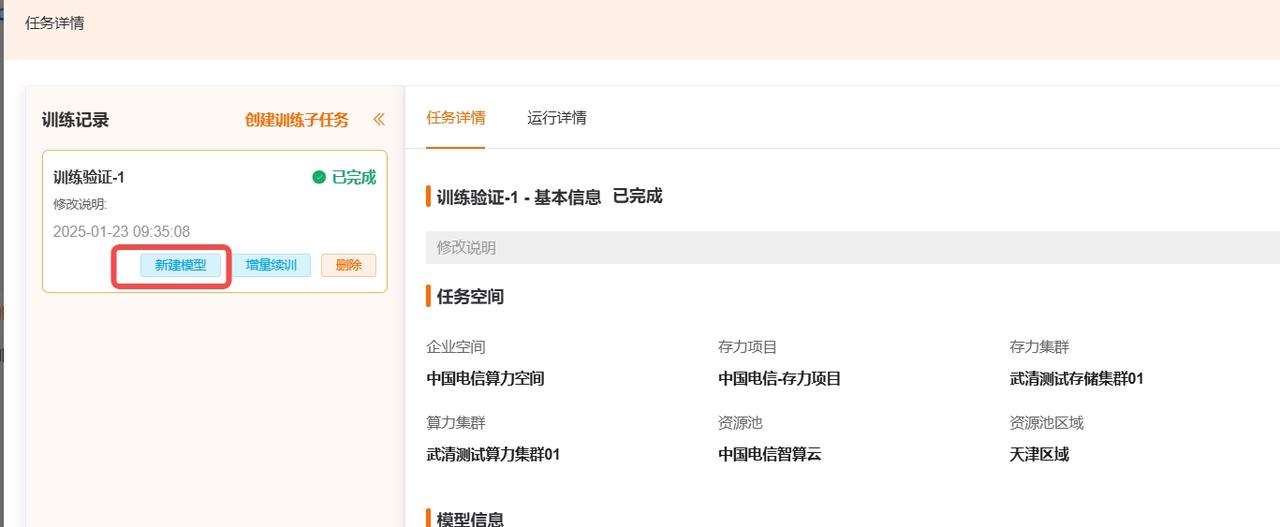 任务详情
训练记录 创建训练子任务
训练验证-1 已完成
修改说明:
2025-01-23 09:35:08
新建模型 增量续训 删除
任务详情 运行详情
训练验证-1 - 基本信息 已完成
修改说明
任务空间
企业空间 存力项目 存力集群
中国电信算力空间 中国电信-存力项目 武清测试存储集群01
算力集群 资源池 资源池区域
武清测试算力集群01 中国电信智算云 天津区域
模型信息